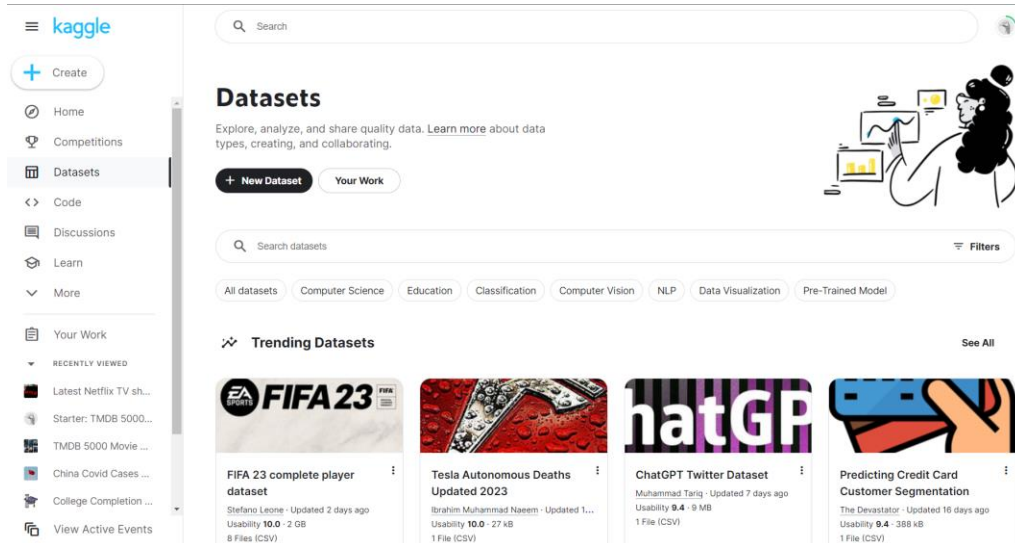 kaggle
Search
Create
Home
Competitions
Datasets
Code
Discussions
Learn
More
Your Work
RECENTLY VIEWED
Latest Netflix TV sh...
Starter: TMDB 5000...
TMDB 5000 Movie ...
China Covid Cases ...
College Completion ...
View Active Events
Datasets
Explore, analyze, and share quality data. Learn more about data
types, creating, and collaborating.
+ New Dataset
Your Work
Search datasets
Filters
All datasets Computer Science Education Classification Computer Vision NLP Data Visualization Pre-Trained Model
Trending Datasets
See All
EA SPORTS FIFA 23 FIFA
FIFA 23 complete player
dataset
Stefano Leone · Updated 2 days ago
Usability 10.0 · 2 GB
8 Files (CSV)
Tesla Autonomous Deaths
Updated 2023
Ibrahim Muhammad Naeem · Updated 1...
Usability 10.0 · 27 kB
1 File (CSV)
hatGP
ChatGPT Twitter Dataset
Muhammad Tariq · Updated 7 days ago
Usability 9.4 · 9 MB
1 File (CSV)
Predicting Credit Card
Customer Segmentation
The Devastator · Updated 16 days ago
Usability 9.4 · 388 kB
1 File (CSV)